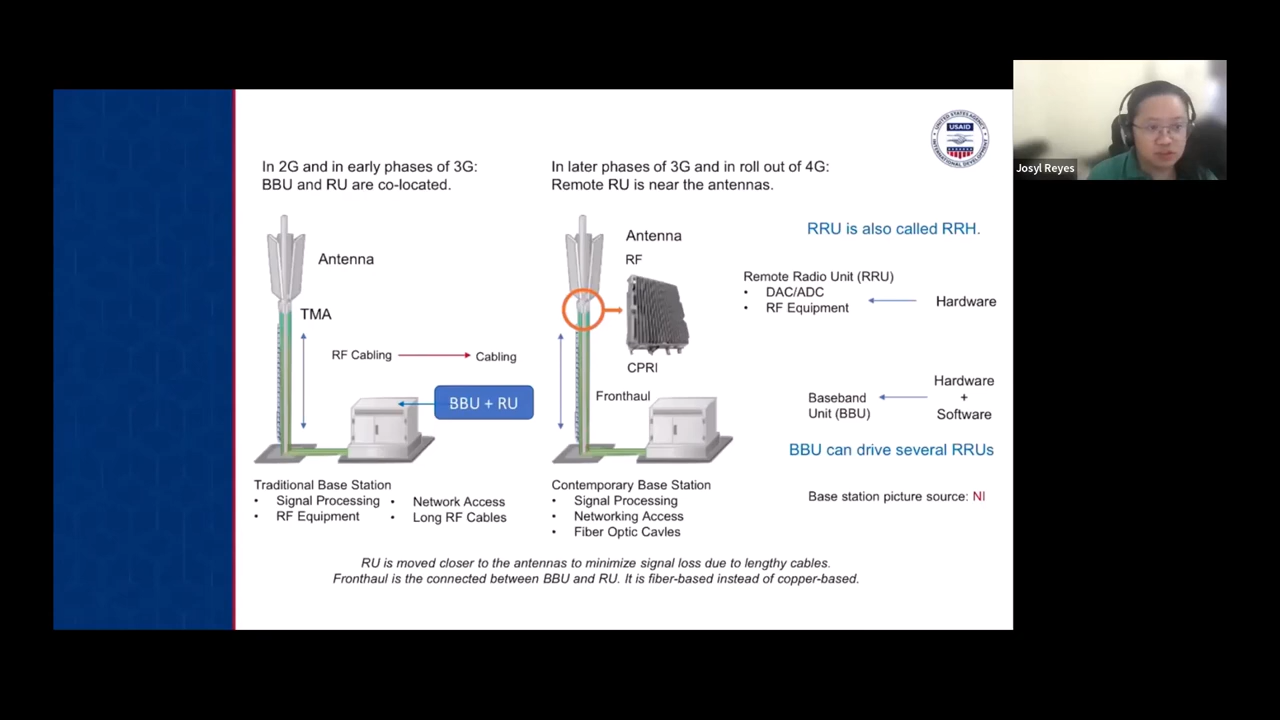 In 2G and in early phases of 3G:
BBU and RU are co-located.
In later phases of 3G and in roll out of 4G:
Remote RU is near the antennas.
UNITED STATES AGENCY
USAID
INTERNATIONAL DEVELOPMENT
Josyl Reyes
Antenna
TMA
RF Cabling
Cabling
BBU + RU
Antenna
RF
CPRI
Fronthaul
RRU is also called RRH.
Remote Radio Unit (RRU)
• DAC/ADC
• RF Equipment
Hardware
Baseband
Unit (BBU)
Hardware
+
Software
BBU can drive several RRUs
Base station picture source: NI
Traditional Base Station
• Signal Processing
• RF Equipment
• Network Access
• Long RF Cables
Contemporary Base Station
• Signal Processing
• Networking Access
• Fiber Optic Cavles
RU is moved closer to the antennas to minimize signal loss due to lengthy cables.
Fronthaul is the connected between BBU and RU. It is fiber-based instead of copper-based.